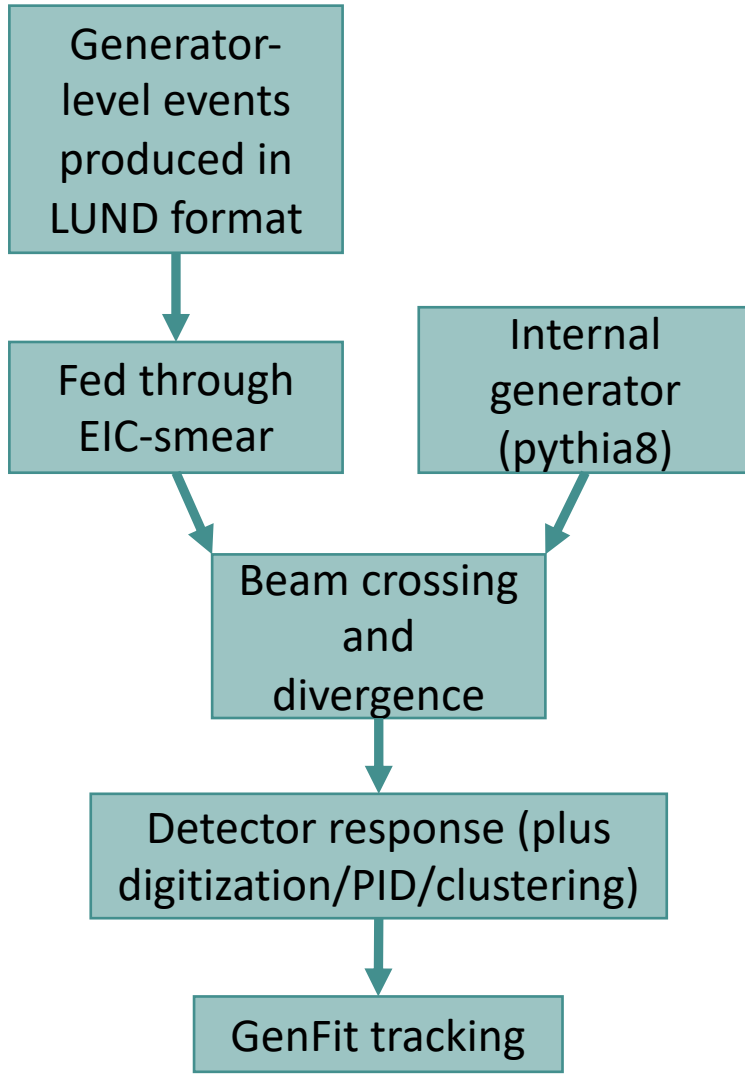 Generator-
level events
produced in
LUND format
Fed through
EIC-smear
Internal
generator
(pythia8)
Beam crossing
and
divergence
Detector response (plus
digitization/PID/clustering)
GenFit tracking